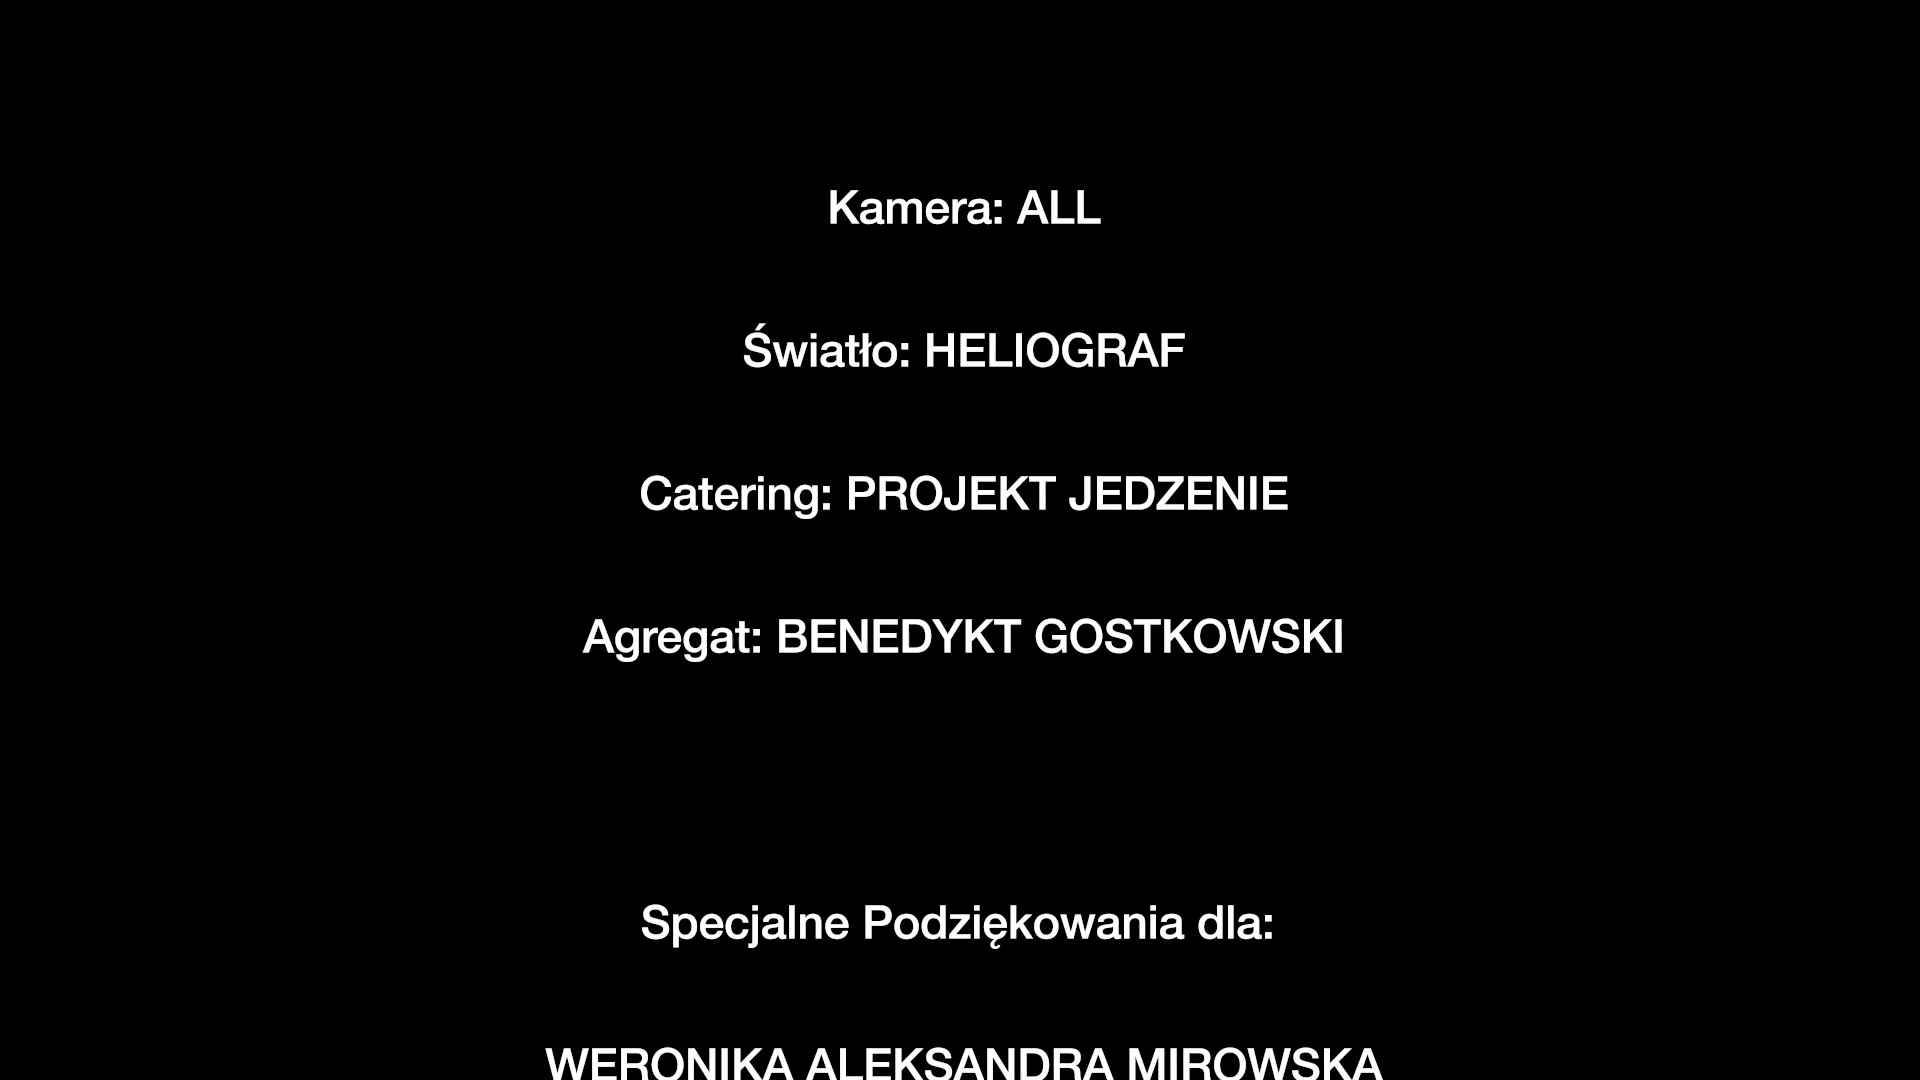 Kamera: ALL
Światło: HELIOGRAF
Catering: PROJEKT JEDZENIE
Agregat: BENEDYKT GOSTKOWSKI
Specjalne Podziękowania dla:
WERONIKA ALEKSANDRA MIROWSKA